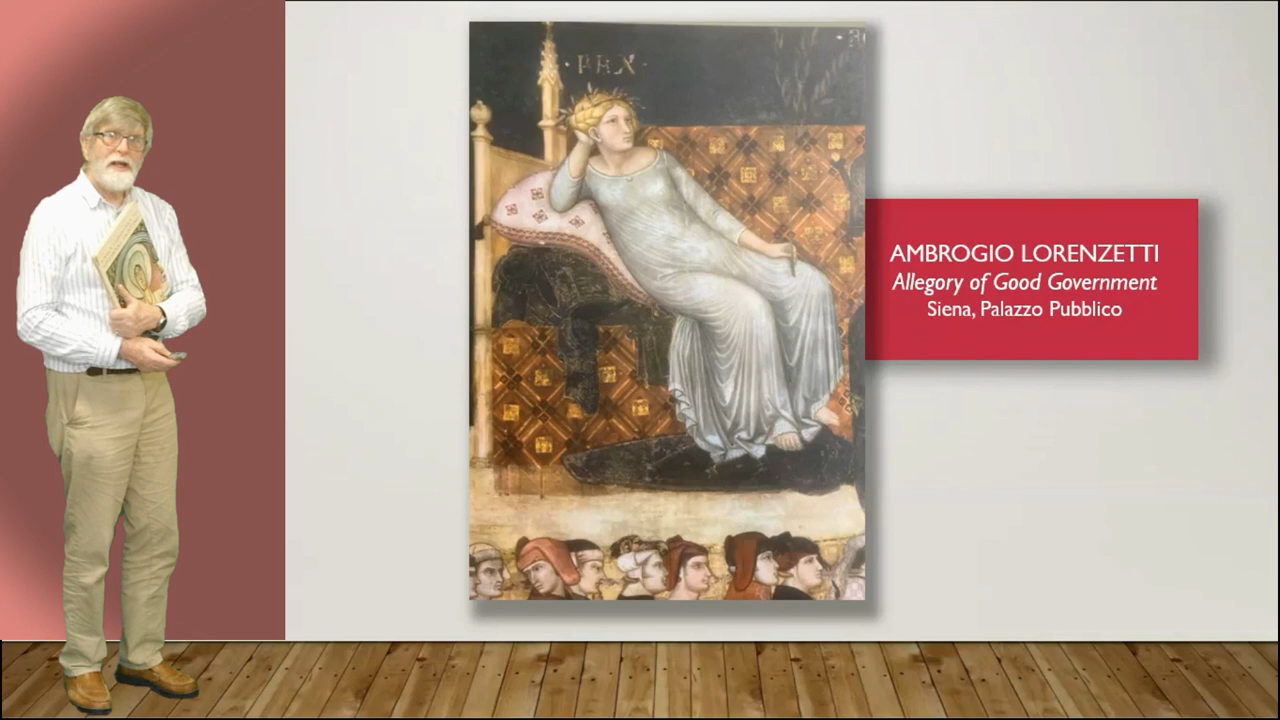 · PAX ·
AMBROGIO LORENZETTI
Allegory of Good Government
Siena, Palazzo Pubblico